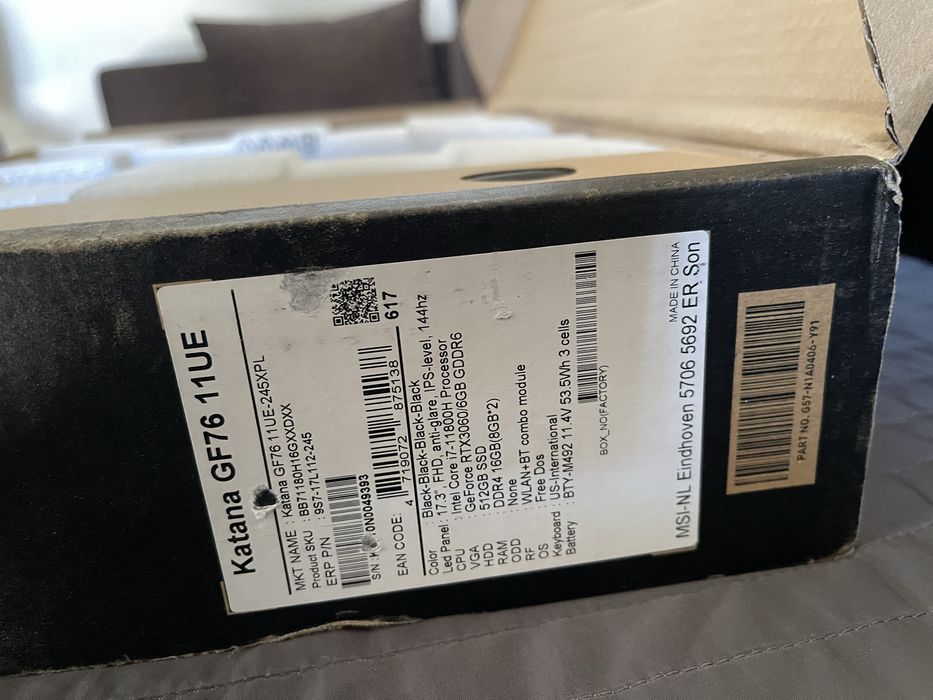 Katana GF76 11UE
MKT NAME : Katana GF76 11UE-245XPL
Product SKU : BB71180H16GXXDXX
ERP P/N : 9S7-17L112-245
S/N: 0N0049393
617
EAN CODE: 4 719072 875138
Color : Black-Black-Black-Black
Led Panel: 17.3", FHD, anti-glare, IPS-level, 144hz
CPU : Intel Core i7-11800H Processor
VGA : GeForce RTX3060/6GB GDDR6
HDD : 512GB SSD
RAM : DDR4 16GB(8GB*2)
ODD : None
RF : WLAN+BT combo module
OS : Free Dos
Keyboard : US-International
Battery : BTY-M492 11.4V 53.5Wh 3 cells
BOX_NO(FACTORY)
MADE IN CHINA
MSI-NL Eindhoven 5706 5692 ER Son
PART NO. G57-N1A0406-Y91